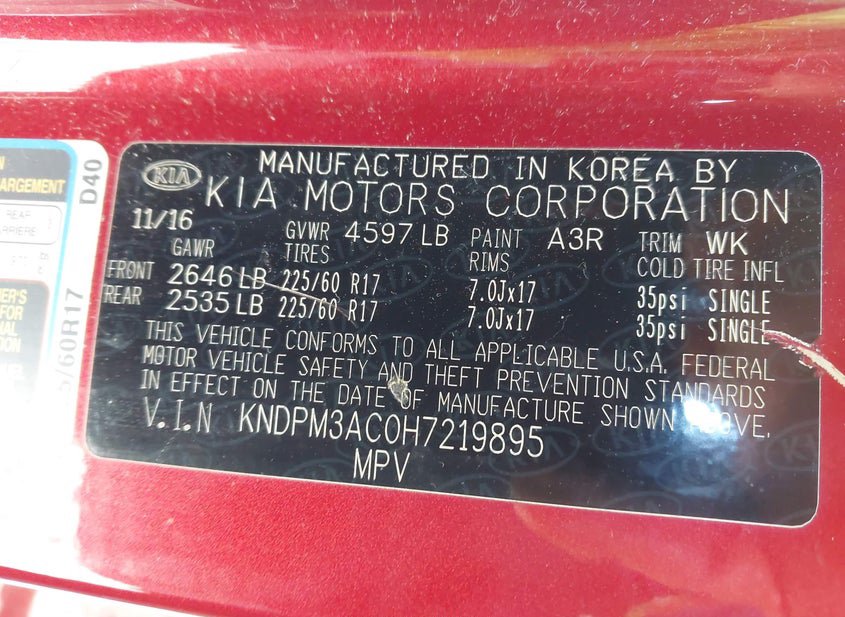 ARGEMENT
D40
/60R17
KIA
MANUFACTURED IN KOREA BY
KIA MOTORS CORPORATION
11/16 GVWR 4597 LB PAINT A3R TRIM WK
GAWR TIRES RIMS COLD TIRE INFL
FRONT 2646 LB 225/60 R17 7.0Jx17 35psi SINGLE
REAR 2535 LB 225/60 R17 7.0Jx17 35psi SINGLE
THIS VEHICLE CONFORMS TO ALL APPLICABLE U.S.A. FEDERAL
MOTOR VEHICLE SAFETY AND THEFT PREVENTION STANDARDS
IN EFFECT ON THE DATE OF MANUFACTURE SHOWN ABOVE.
V.I.N KNDPM3AC0H7219895
MPV